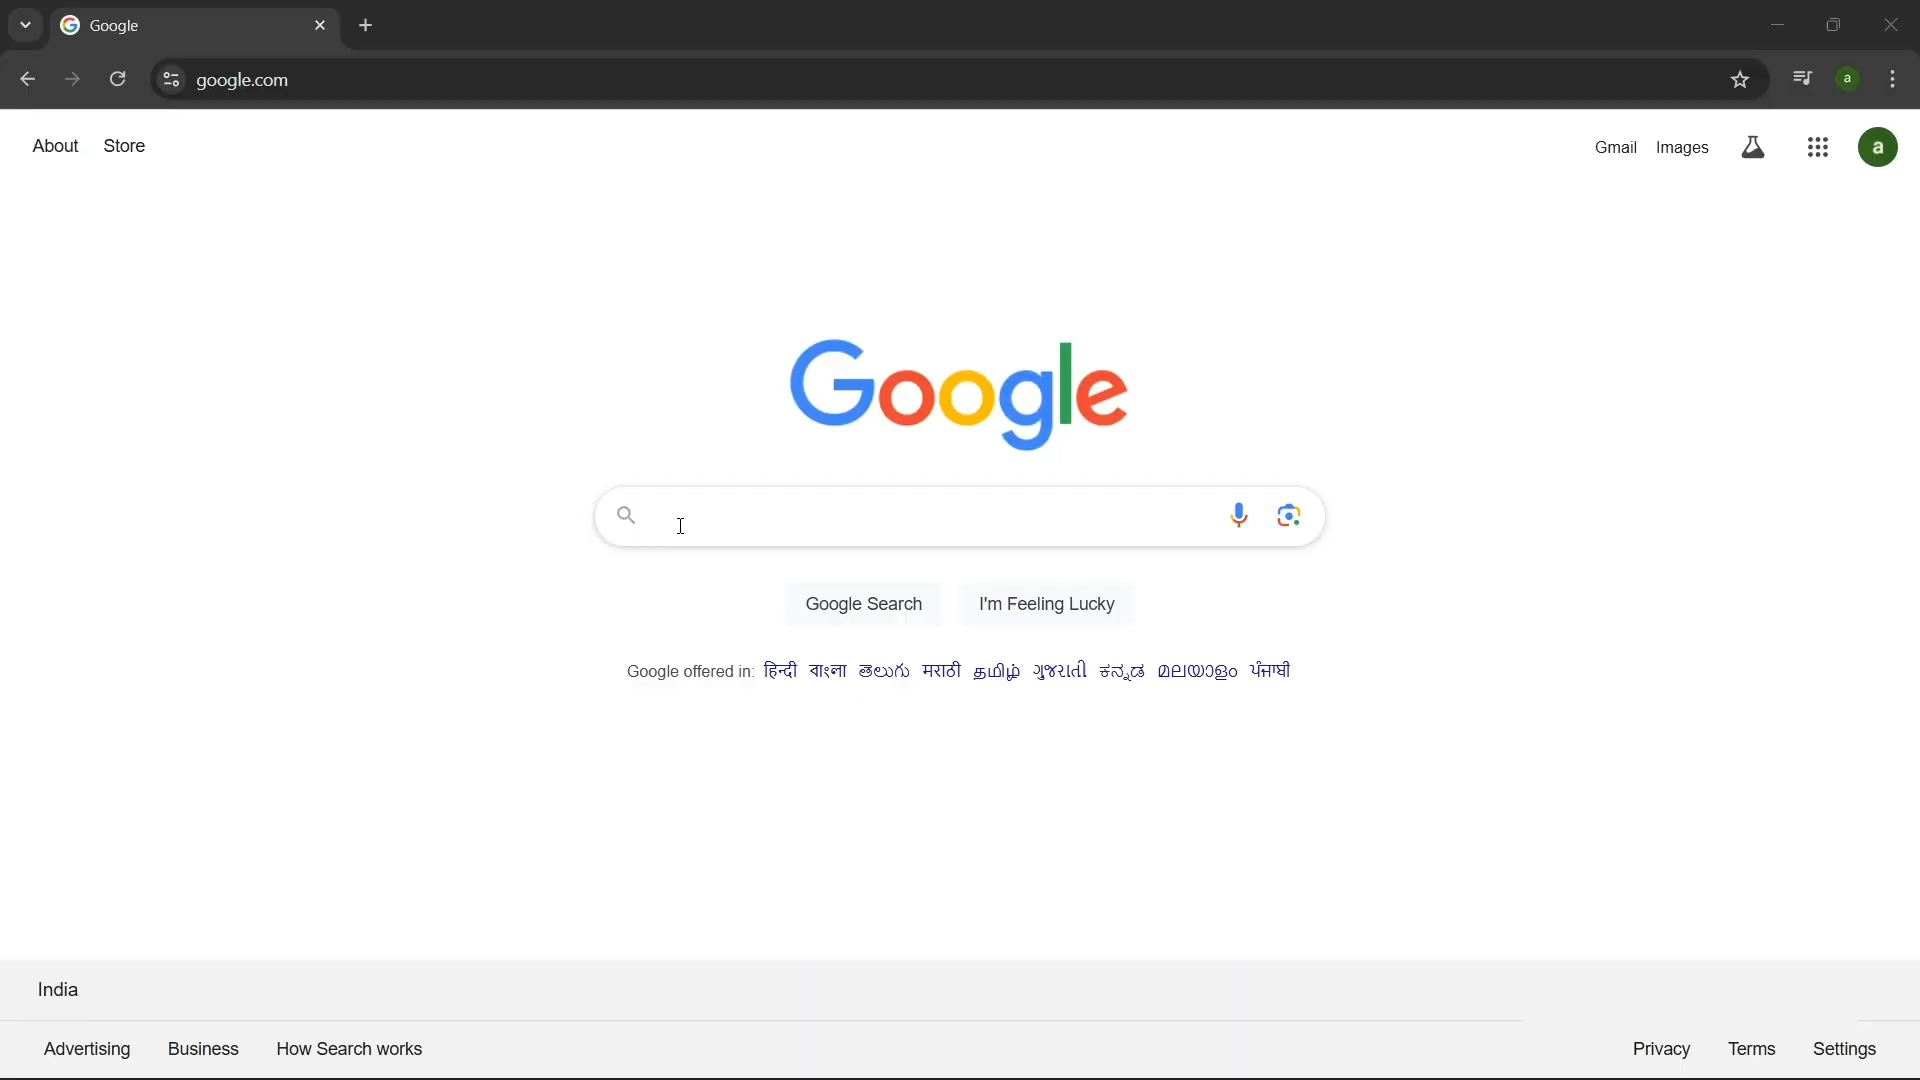 Google
google.com
a
About Store
Gmail Images
a
Google
Google Search I'm Feeling Lucky
Google offered in: हिन्दी বাংলা తెలుగు मराठी தமிழ் ગુજરાતી ಕನ್ನಡ മലയാളം ਪੰਜਾਬੀ
India
Advertising Business How Search works
Privacy Terms Settings